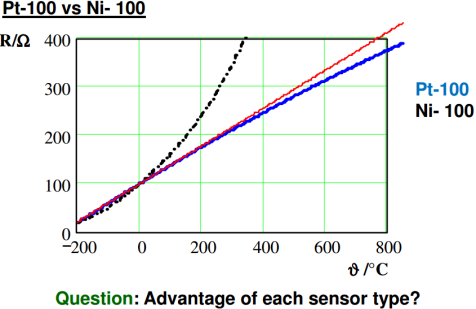 Pt-100 vs Ni- 100
R/Ω
400
300
200
100
0
−200
0
200
400
600
800
ϑ /°C
Pt-100
Ni- 100
Question: Advantage of each sensor type?